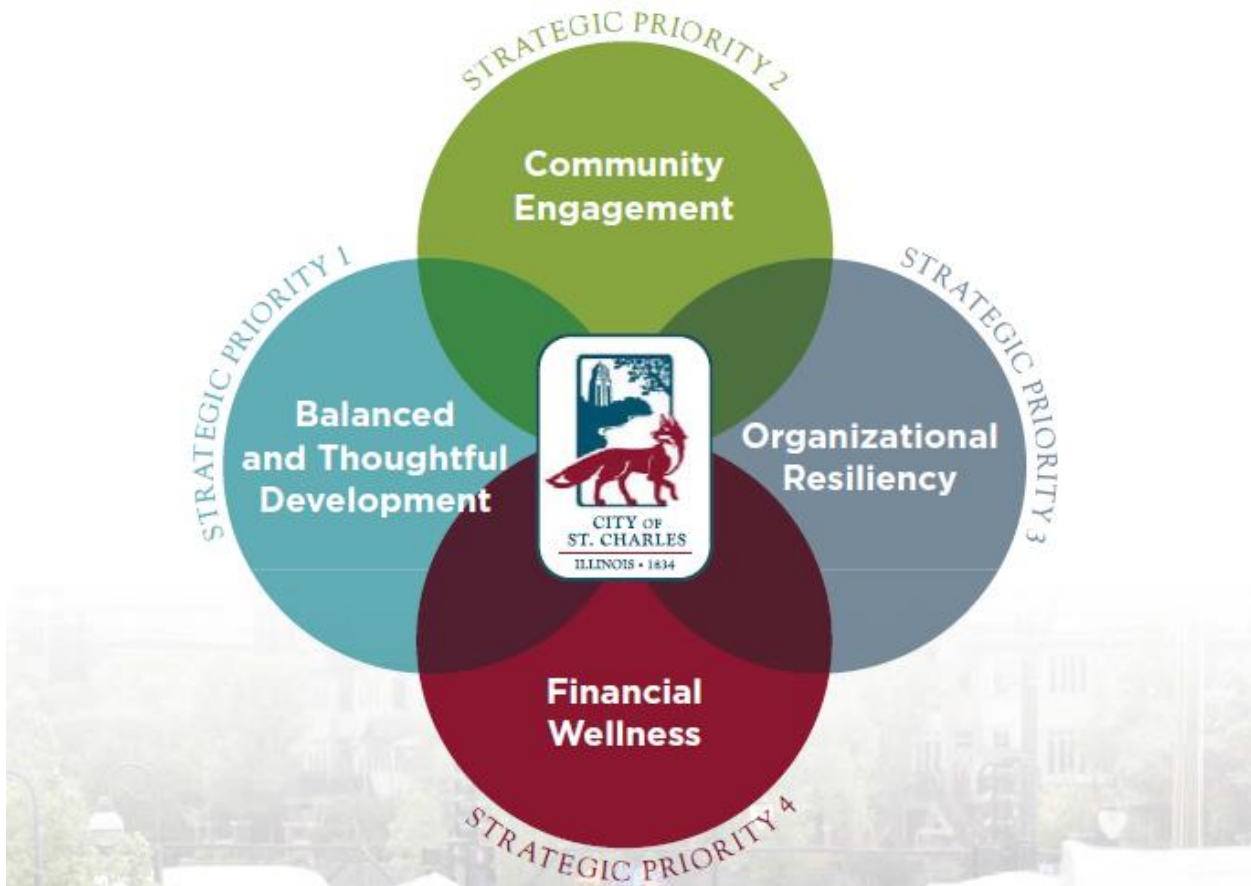 STRATEGIC PRIORITY 2
Community
Engagement
STRATEGIC PRIORITY 1
Balanced
and Thoughtful
Development
STRATEGIC PRIORITY 3
Organizational
Resiliency
CITY OF
ST. CHARLES
ILLINOIS • 1834
Financial
Wellness
STRATEGIC PRIORITY 4